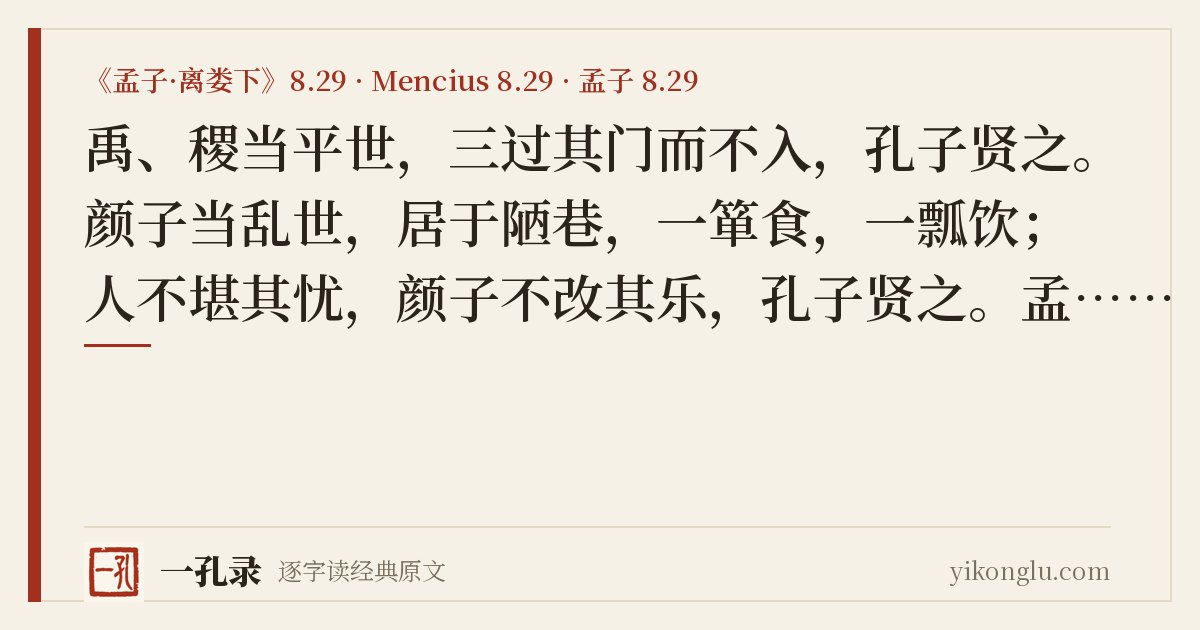 《孟子·离娄下》8.29 · Mencius 8.29 · 孟子 8.29
禹、稷当平世，三过其门而不入，孔子贤之。
颜子当乱世，居于陋巷，一箪食，一瓢饮；
人不堪其忧，颜子不改其乐，孔子贤之。孟……
一孔
一孔录 逐字读经典原文
yikonglu.com